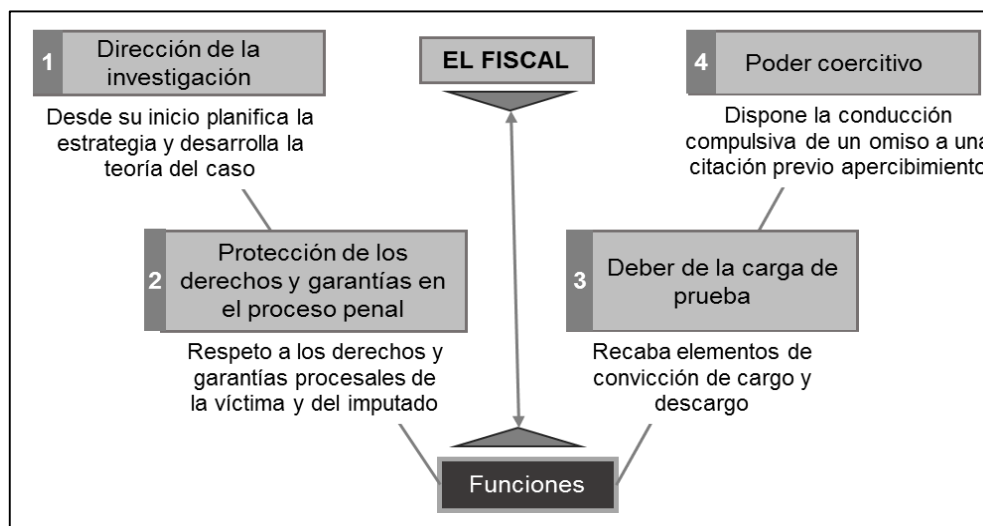 EL FISCAL
1
Dirección de la
investigación
Desde su inicio planifica la
estrategia y desarrolla la
teoría del caso
2
Protección de los
derechos y garantías en
el proceso penal
Respeto a los derechos y
garantías procesales de
la víctima y del imputado
3
Deber de la carga de
prueba
Recaba elementos de
convicción de cargo y
descargo
4
Poder coercitivo
Dispone la conducción
compulsiva de un omiso a una
citación previo apercibimiento
Funciones